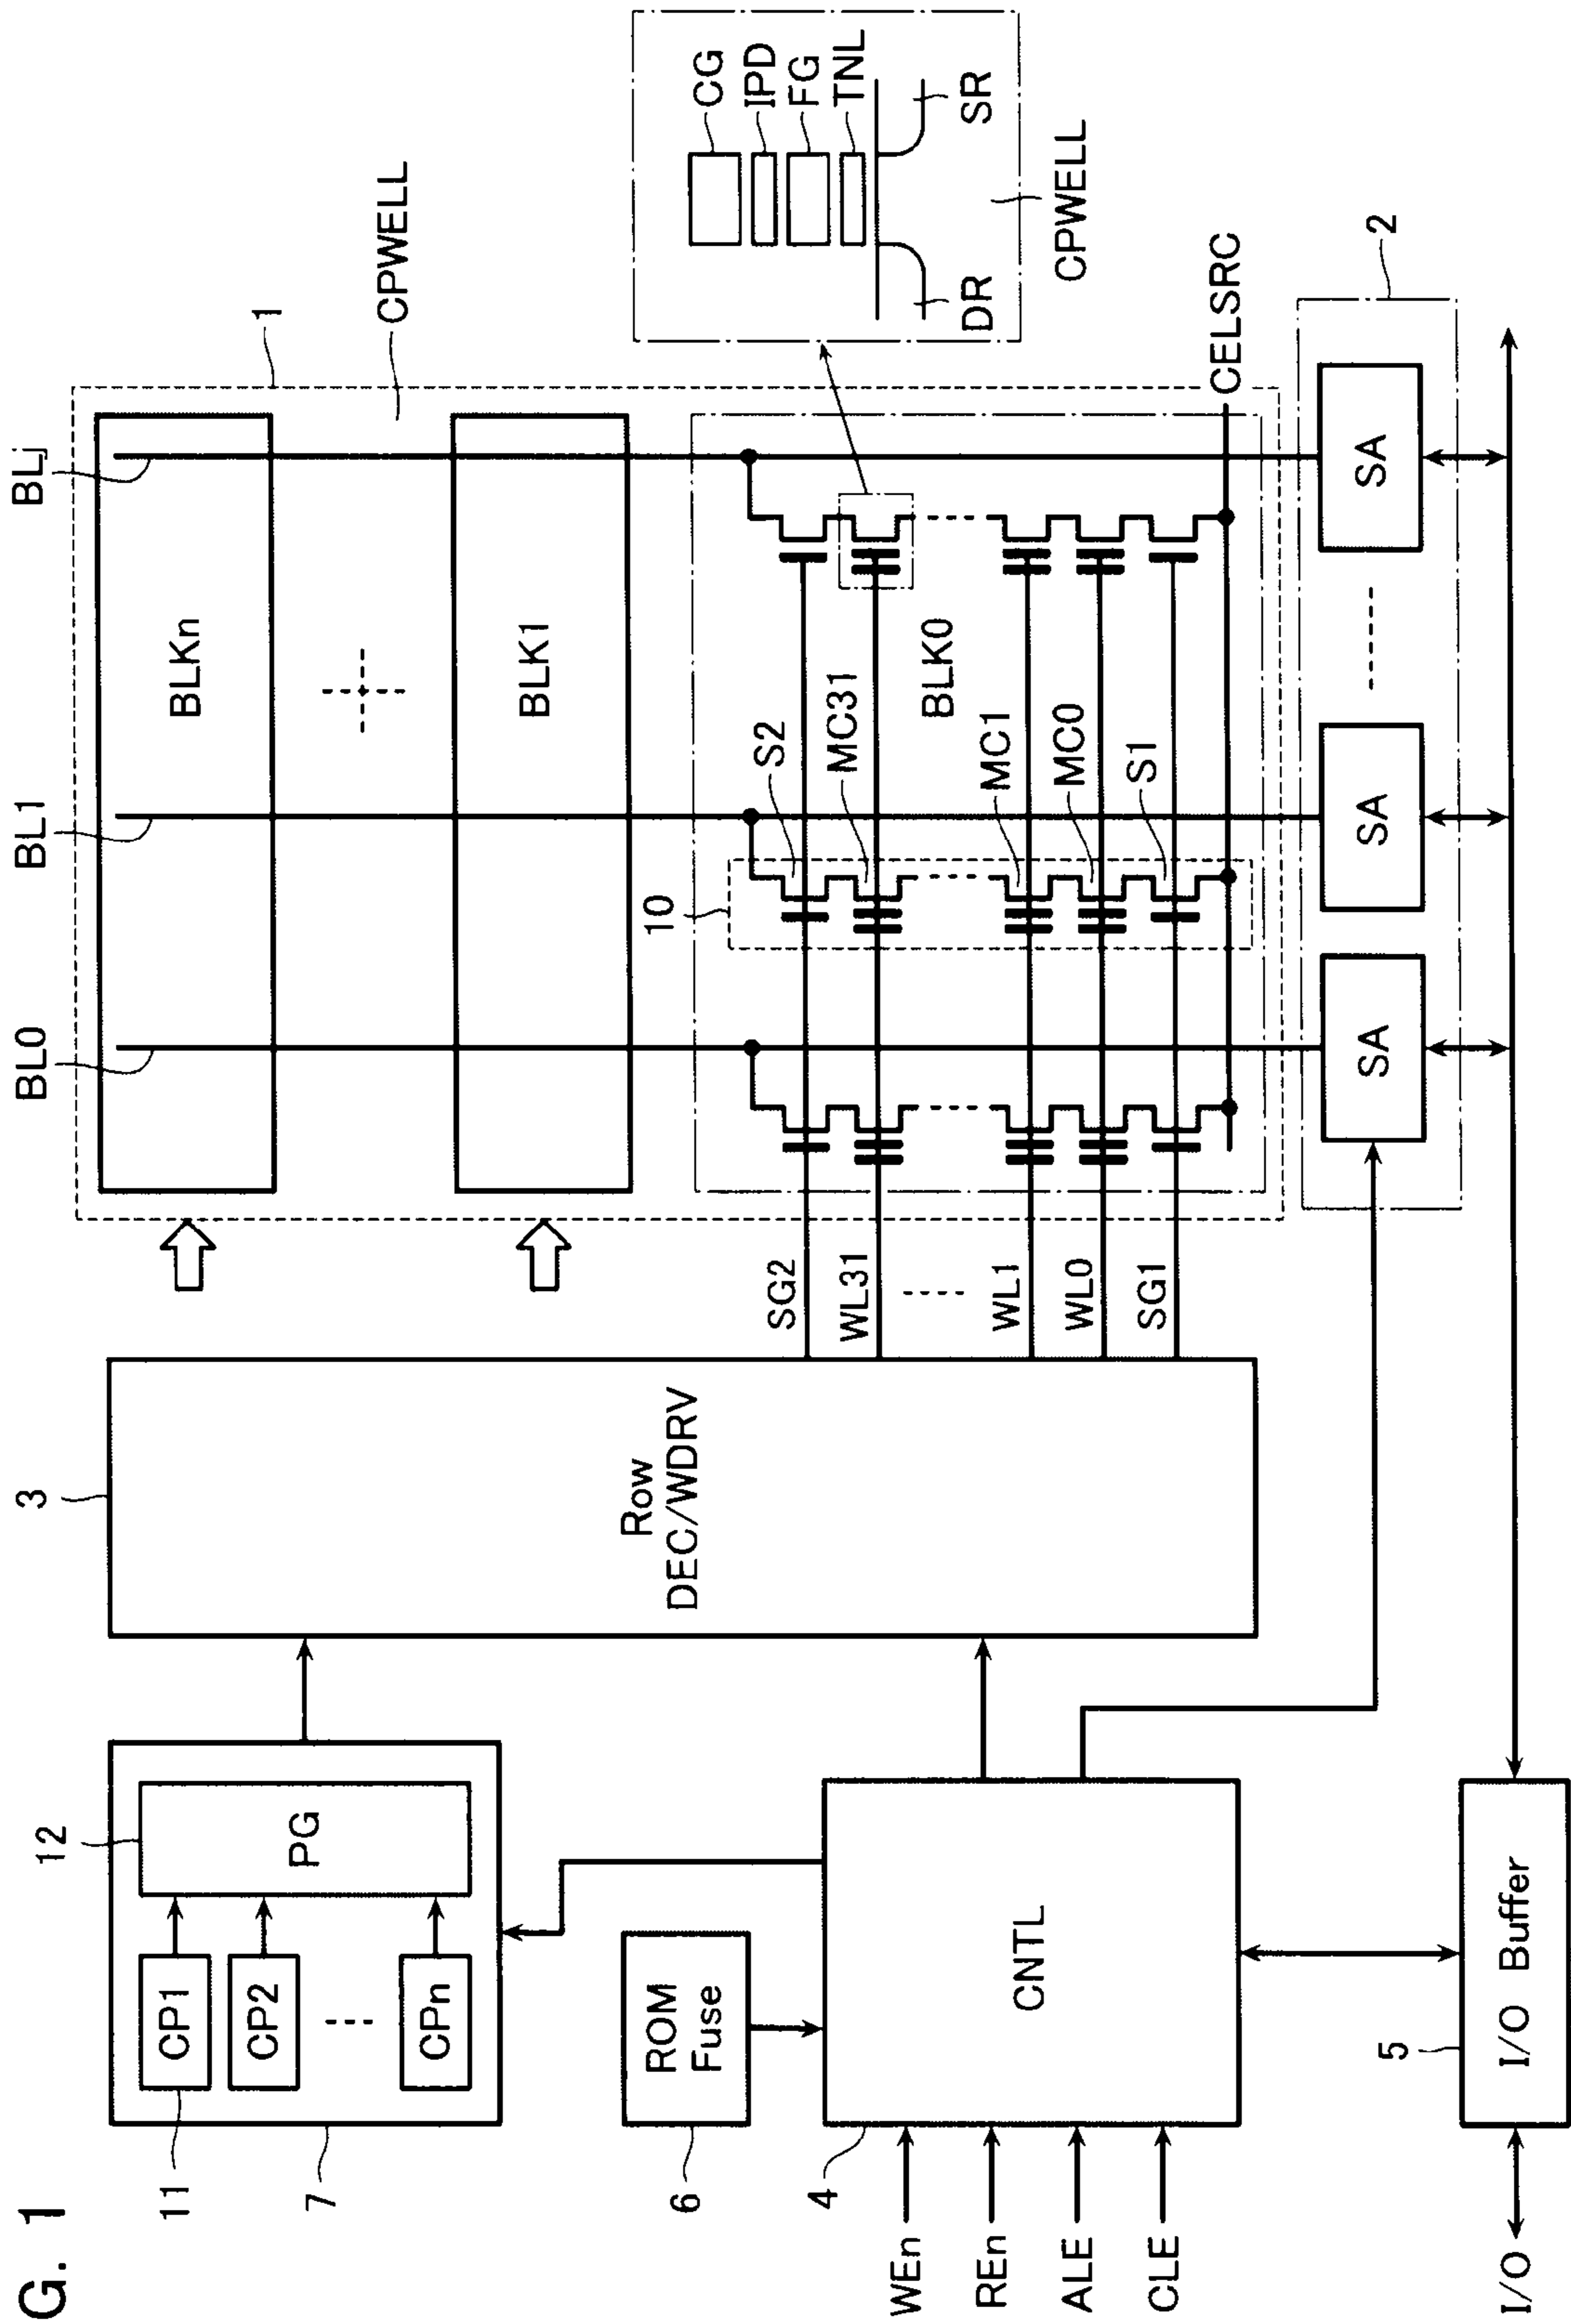 G. 1
11
12
3
BL0
BL1
BLj
1
CP1
CP2
CPn
PG
7
BLKn
BLK1
CPWELL
Row
DEC/WDRV
6
ROM
Fuse
10
SG2
WL31
WL1
WL0
SG1
S2
MC31
MC1
MC0
S1
BLK0
CG
IPD
FG
TNL
DR
SR
CPWELL
CELSRC
4
CNTL
WEn
REn
ALE
CLE
SA
SA
SA
2
5
I/O
I/O Buffer